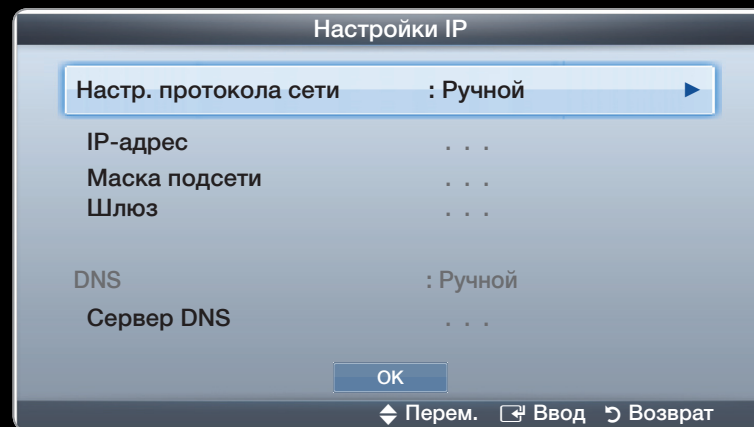 Настройки IP
Настр. протокола сети : Ручной
IP-адрес . . .
Маска подсети . . .
Шлюз . . .
DNS : Ручной
Сервер DNS . . .
OK
Перем. Ввод Возврат